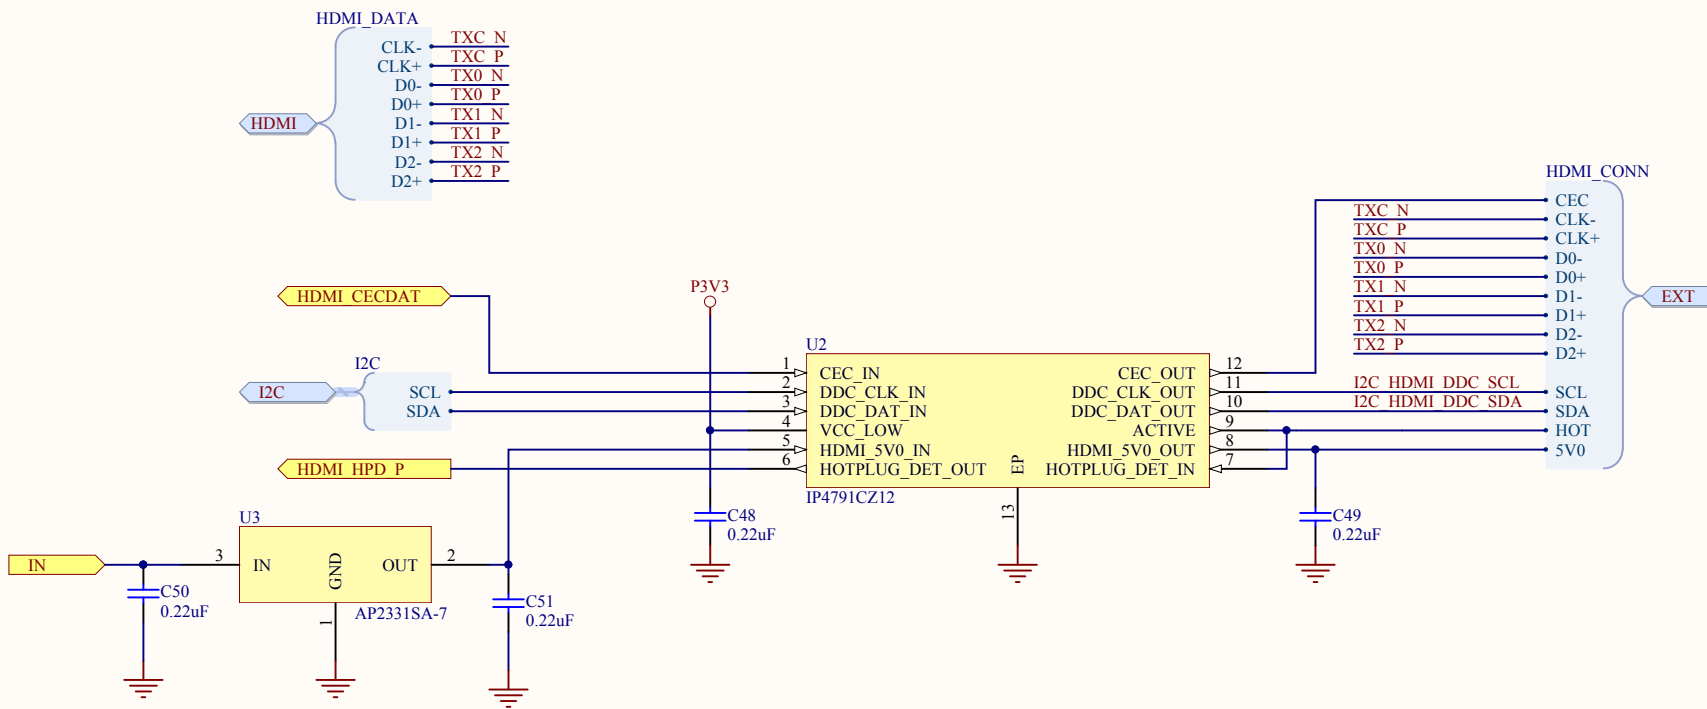 HDMI_DATA
HDMI
CLK- TXC_N
CLK+ TXC_P
D0- TX0_N
D0+ TX0_P
D1- TX1_N
D1+ TX1_P
D2- TX2_N
D2+ TX2_P
HDMI_CONN
CEC
TXC_N CLK-
TXC_P CLK+
TX0_N D0-
TX0_P D0+
TX1_N D1-
TX1_P D1+
TX2_N D2-
TX2_P D2+
I2C_HDMI_DDC_SCL SCL
I2C_HDMI_DDC_SDA SDA
HOT
5V0
EXT
HDMI_CECDAT
P3V3
I2C
I2C
SCL
SDA
HDMI_HPD_P
U2
1 CEC_IN CEC_OUT 12
2 DDC_CLK_IN DDC_CLK_OUT 11
3 DDC_DAT_IN DDC_DAT_OUT 10
4 VCC_LOW ACTIVE 9
5 HDMI_5V0_IN HDMI_5V0_OUT 8
6 HOTPLUG_DET_OUT EP HOTPLUG_DET_IN 7
IP4791CZ12
13
C48
0.22uF
C49
0.22uF
U3
IN
3 IN GND OUT 2
1
AP2331SA-7
C50
0.22uF
C51
0.22uF